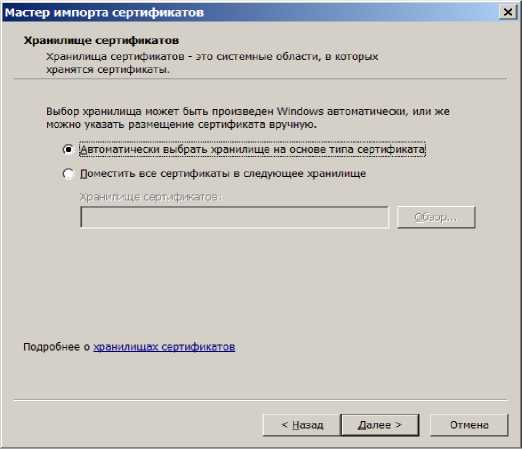 Мастер импорта сертификатов
Хранилище сертификатов
Хранилища сертификатов - это системные области, в которых
хранятся сертификаты.
Выбор хранилища может быть произведен Windows автоматически, или же
можно указать размещение сертификата вручную.
Автоматически выбрать хранилище на основе типа сертификата
Поместить все сертификаты в следующее хранилище
Хранилище сертификатов:
Обзор...
Подробнее о хранилищах сертификатов
< Назад
Далее >
Отмена